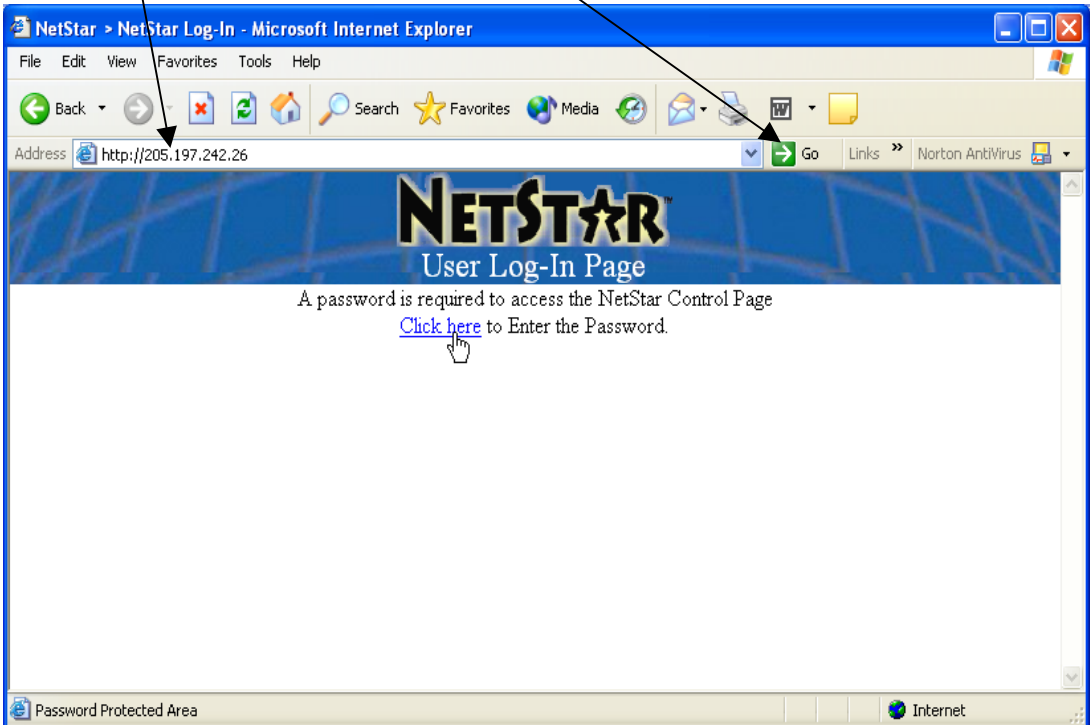 NetStar > NetStar Log-In - Microsoft Internet Explorer
File Edit View Favorites Tools Help
Back Search Favorites Media
Address http://205.197.242.26 Go Links » Norton AntiVirus
NETSTAR
User Log-In Page
A password is required to access the NetStar Control Page
Click here to Enter the Password.
Password Protected Area Internet